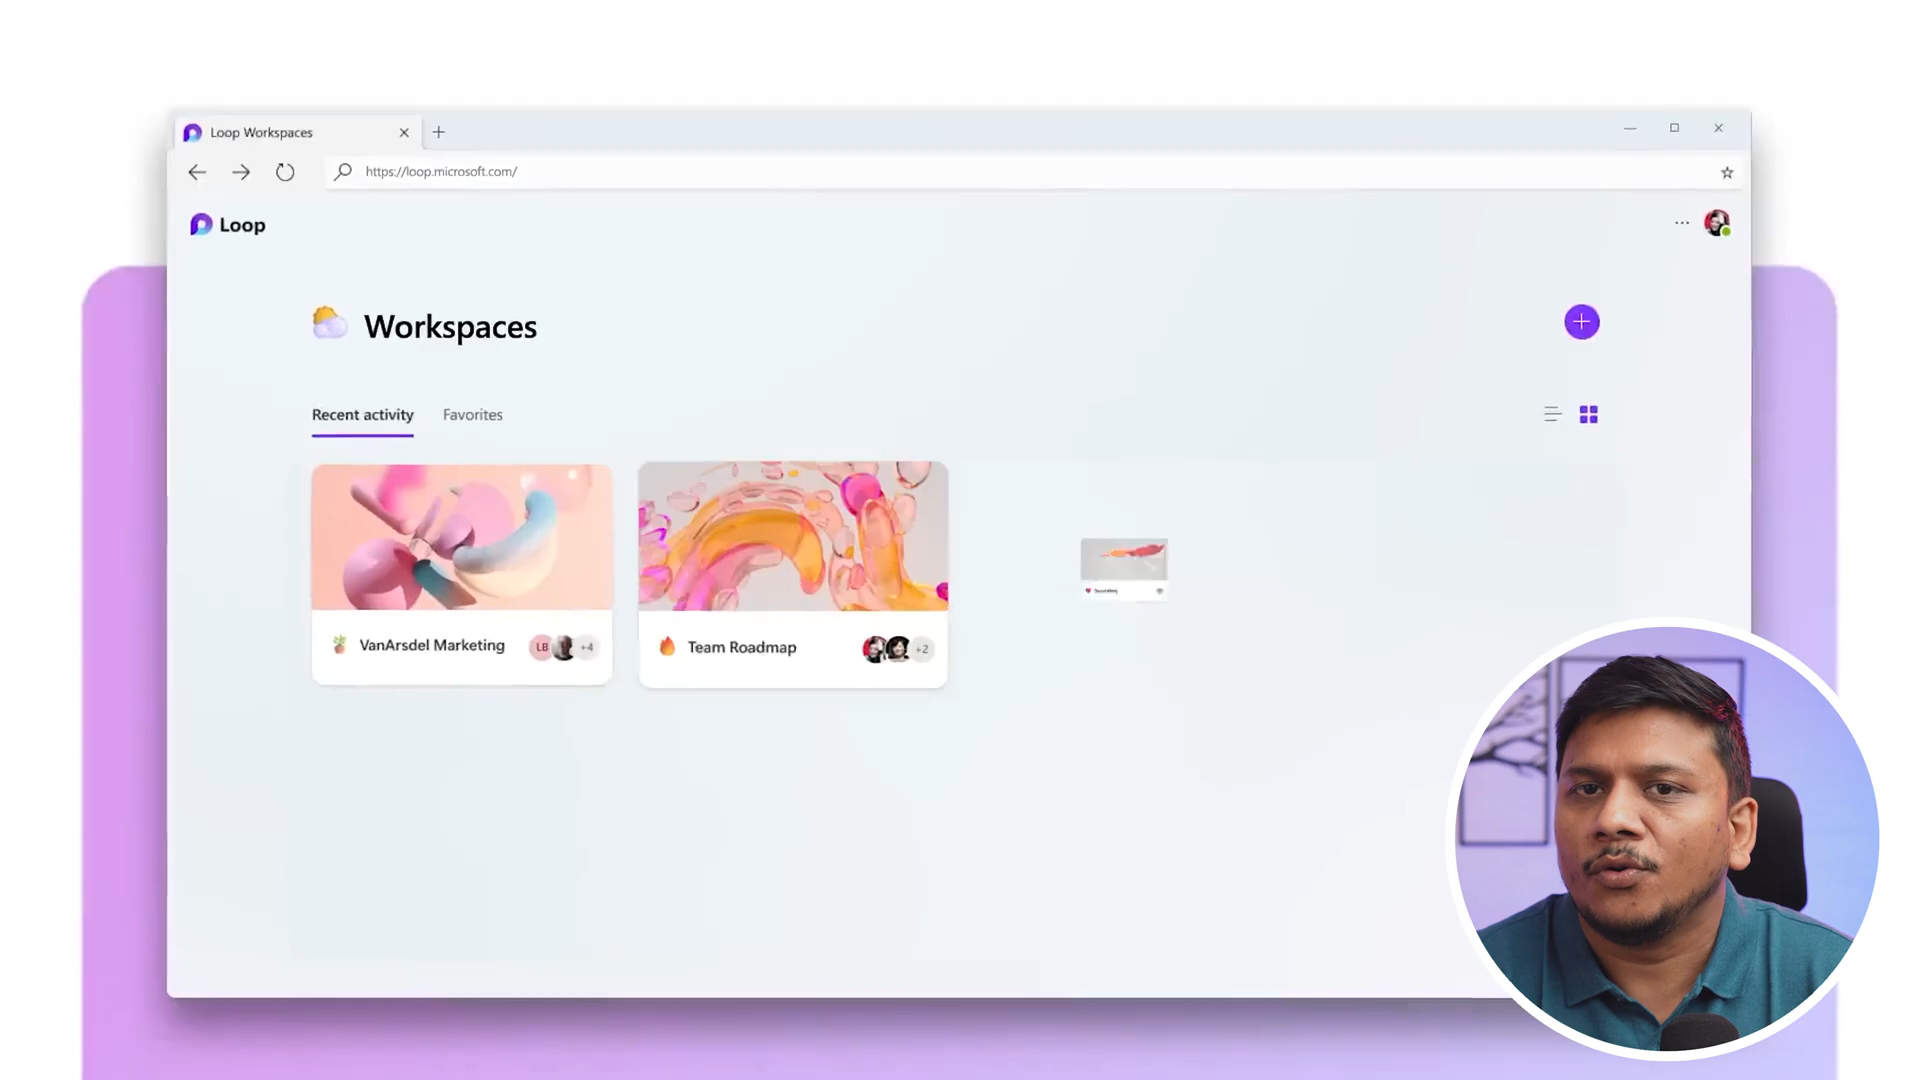 Loop Workspaces
https://loop.microsoft.com/
Loop
Workspaces
Recent activity
Favorites
VanArsdel Marketing
LB
+4
Team Roadmap
+2